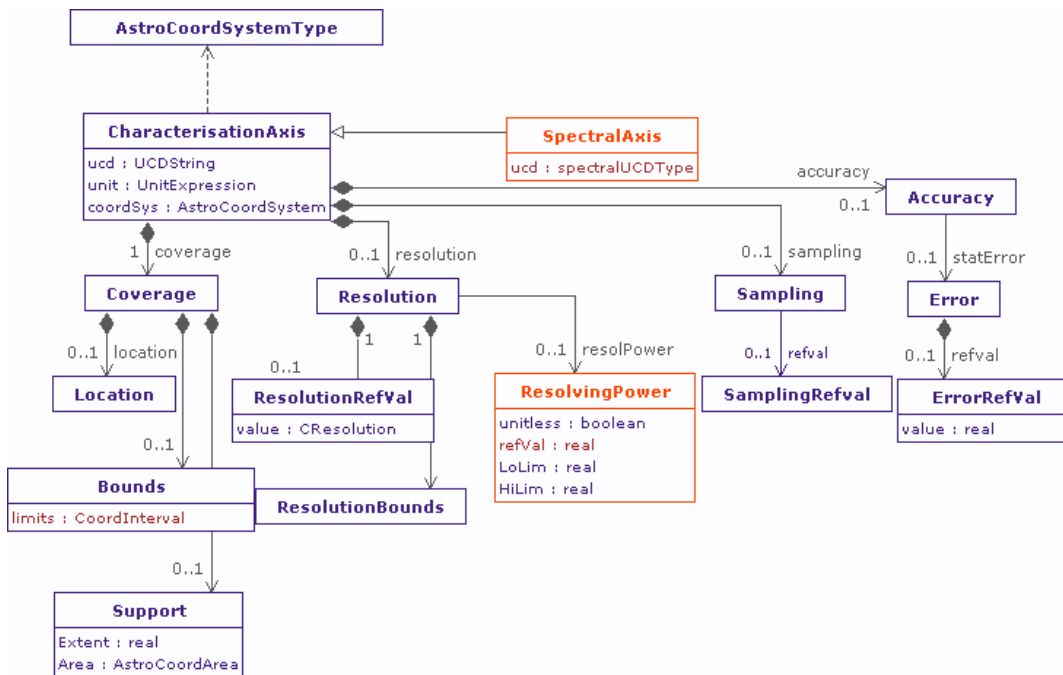 AstroCoordSystemType
CharacterisationAxis
ucd : UCDString
unit : UnitExpression
coordSys : AstroCoordSystem
SpectralAxis
ucd : spectralUCDType
accuracy
0..1
Accuracy
1
coverage
0..1
resolution
0..1
sampling
0..1
statError
Coverage
Resolution
Sampling
Error
0..1
location
1
1
0..1
0..1
resolPower
0..1
refval
0..1
refval
Location
ResolutionRefVal
value : CResolution
ResolvingPower
unitless : boolean
refVal : real
LoLim : real
HiLim : real
SamplingRefval
ErrorRefVal
value : real
0..1
Bounds
limits : CoordInterval
ResolutionBounds
0..1
Support
Extent : real
Area : AstroCoordArea